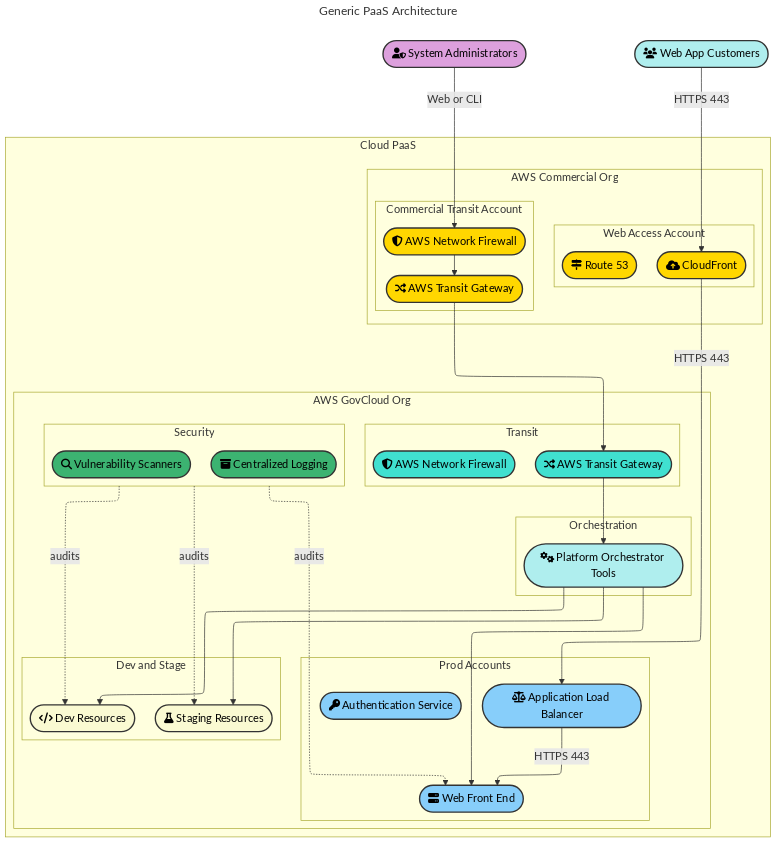 Generic PaaS Architecture
System Administrators
Web App Customers
Web or CLI
HTTPS 443
Cloud PaaS
AWS Commercial Org
Commercial Transit Account
AWS Network Firewall
AWS Transit Gateway
Web Access Account
Route 53
CloudFront
HTTPS 443
AWS GovCloud Org
Security
Vulnerability Scanners
Centralized Logging
Transit
AWS Network Firewall
AWS Transit Gateway
Orchestration
Platform Orchestrator
Tools
audits
audits
audits
Dev and Stage
Dev Resources
Staging Resources
Prod Accounts
Authentication Service
Application Load
Balancer
HTTPS 443
Web Front End